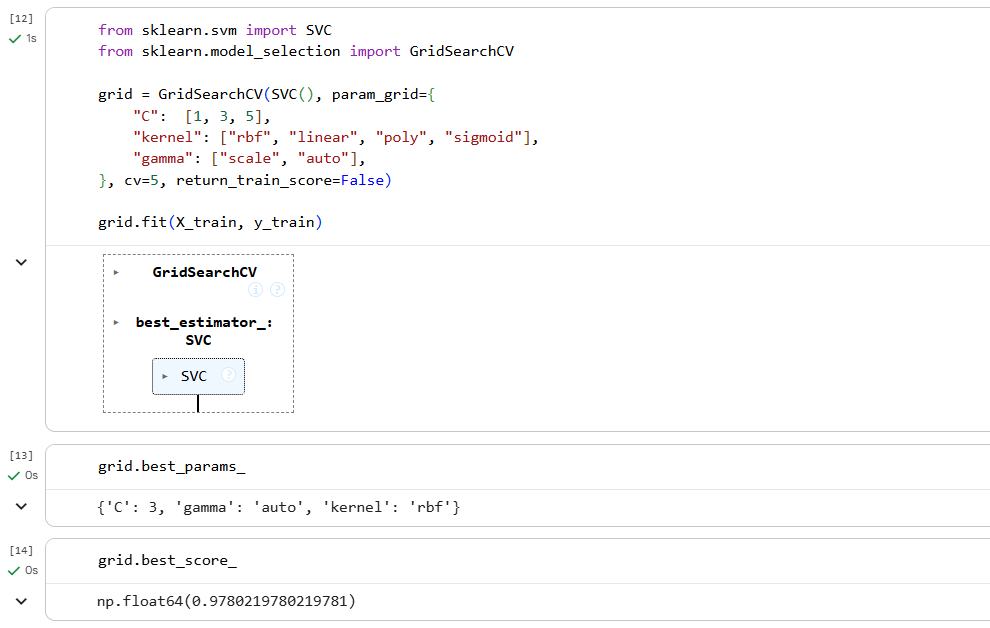 [12]
1s
from sklearn.svm import SVC
from sklearn.model_selection import GridSearchCV
grid = GridSearchCV(SVC(), param_grid={
"C":  [1, 3, 5],
"kernel": ["rbf", "linear", "poly", "sigmoid"],
"gamma": ["scale", "auto"],
}, cv=5, return_train_score=False)
grid.fit(X_train, y_train)
GridSearchCV
i ?
best_estimator_:
SVC
SVC ?
[13]
0s
grid.best_params_
{'C': 3, 'gamma': 'auto', 'kernel': 'rbf'}
[14]
0s
grid.best_score_
np.float64(0.9780219780219781)